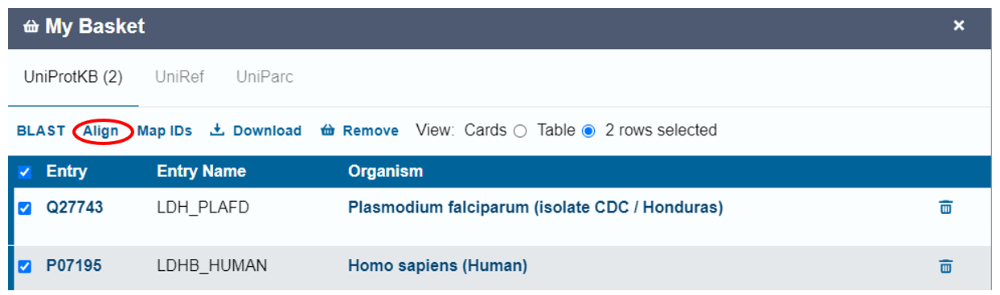 My Basket
UniProtKB (2) UniRef UniParc
BLAST Align Map IDs Download Remove View: Cards Table 2 rows selected
Entry Entry Name Organism
Q27743 LDH_PLAFD Plasmodium falciparum (isolate CDC / Honduras)
P07195 LDHB_HUMAN Homo sapiens (Human)